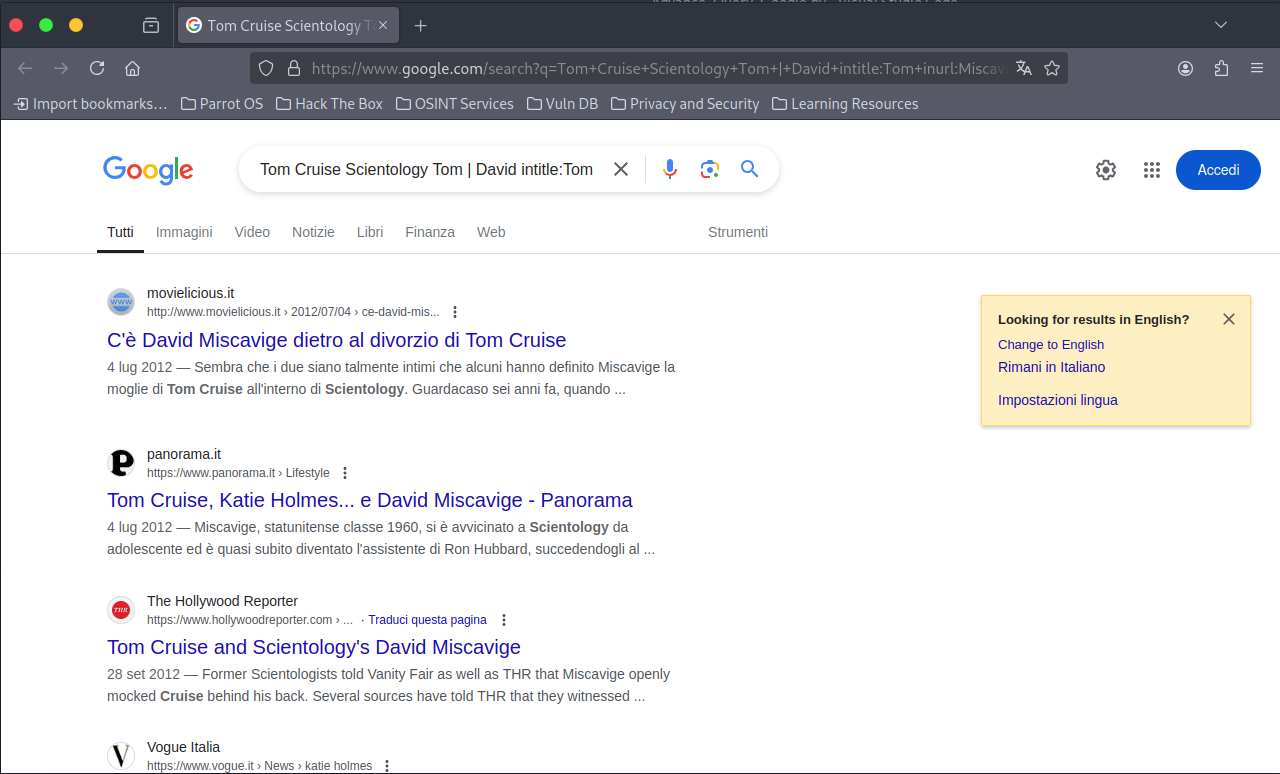 Tom Cruise Scientology T
https://www.google.com/search?q=Tom+Cruise+Scientology+Tom+|+David+intitle:Tom+inurl:Miscav
Import bookmarks…
Parrot OS
Hack The Box
OSINT Services
Vuln DB
Privacy and Security
Learning Resources
Google
Tom Cruise Scientology Tom | David intitle:Tom
Accedi
Tutti
Immagini
Video
Notizie
Libri
Finanza
Web
Strumenti
movielicious.it
http://www.movielicious.it › 2012/07/04 › ce-david-mis...
C'è David Miscavige dietro al divorzio di Tom Cruise
4 lug 2012 — Sembra che i due siano talmente intimi che alcuni hanno definito Miscavige la
moglie di Tom Cruise all'interno di Scientology. Guardacaso sei anni fa, quando ...
Looking for results in English?
Change to English
Rimani in Italiano
Impostazioni lingua
panorama.it
https://www.panorama.it › Lifestyle
Tom Cruise, Katie Holmes... e David Miscavige - Panorama
4 lug 2012 — Miscavige, statunitense classe 1960, si è avvicinato a Scientology da
adolescente ed è quasi subito diventato l'assistente di Ron Hubbard, succedendogli al ...
THR
The Hollywood Reporter
https://www.hollywoodreporter.com › ... · Traduci questa pagina
Tom Cruise and Scientology's David Miscavige
28 set 2012 — Former Scientologists told Vanity Fair as well as THR that Miscavige openly
mocked Cruise behind his back. Several sources have told THR that they witnessed ...
Vogue Italia
https://www.vogue.it › News › katie holmes